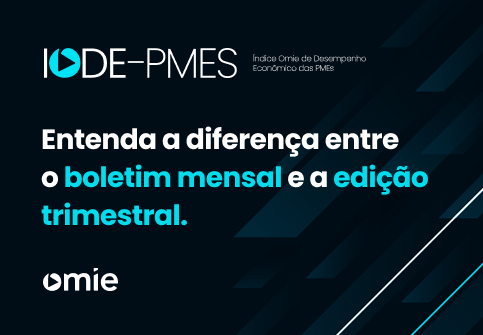 IODE-PMES
Índice Omie de Desempenho
Econômico das PMEs
Entenda a diferença entre
o boletim mensal e a edição
trimestral.
omie